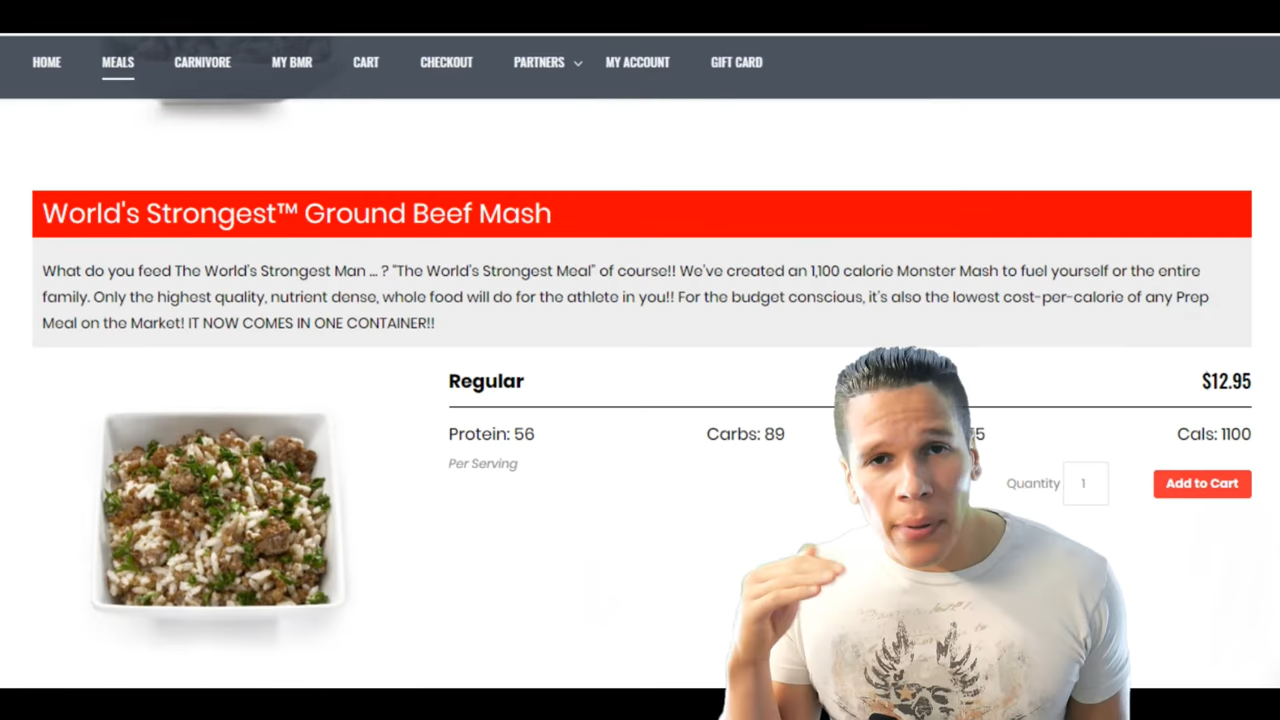 HOME MEALS CARNIVORE MY BMR CART CHECKOUT PARTNERS MY ACCOUNT GIFT CARD
World's Strongest™ Ground Beef Mash
What do you feed The World's Strongest Man ... ? "The World's Strongest Meal" of course!! We've created an 1,100 calorie Monster Mash to fuel yourself or the entire
family. Only the highest quality, nutrient dense, whole food will do for the athlete in you!! For the budget conscious, it's also the lowest cost-per-calorie of any Prep
Meal on the Market! IT NOW COMES IN ONE CONTAINER!!
Regular $12.95
Protein: 56 Carbs: 89 Cals: 1100
Per Serving
Quantity 1 Add to Cart